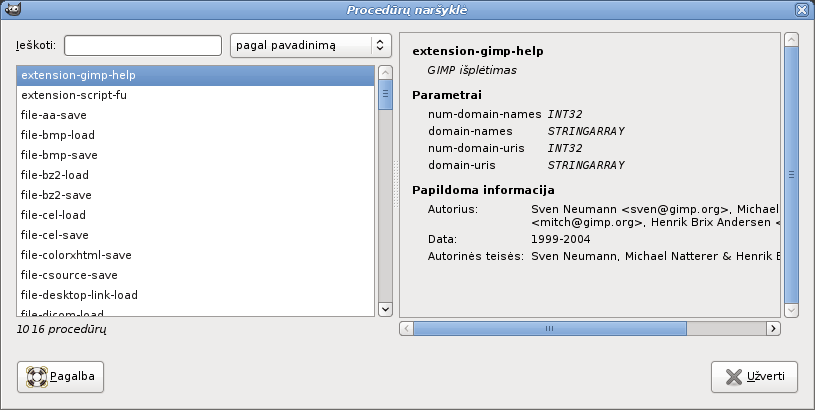 Procedūrų naršyklė
Ieškoti:
pagal pavadinimą
extension-gimp-help
extension-script-fu
file-aa-save
file-bmp-load
file-bmp-save
file-bz2-load
file-bz2-save
file-cel-load
file-cel-save
file-colorxhtml-save
file-csource-save
file-desktop-link-load
file-dicom-load
1016 procedūrų
extension-gimp-help
GIMP išplėtimas
Parametrai
num-domain-names INT32
domain-names STRINGARRAY
num-domain-uris INT32
domain-uris STRINGARRAY
Papildoma informacija
Autorius: Sven Neumann <sven@gimp.org>, Michael
<mitch@gimp.org>, Henrik Brix Andersen <
Data: 1999-2004
Autorinės teisės: Sven Neumann, Michael Natterer & Henrik
Pagalba
Užverti